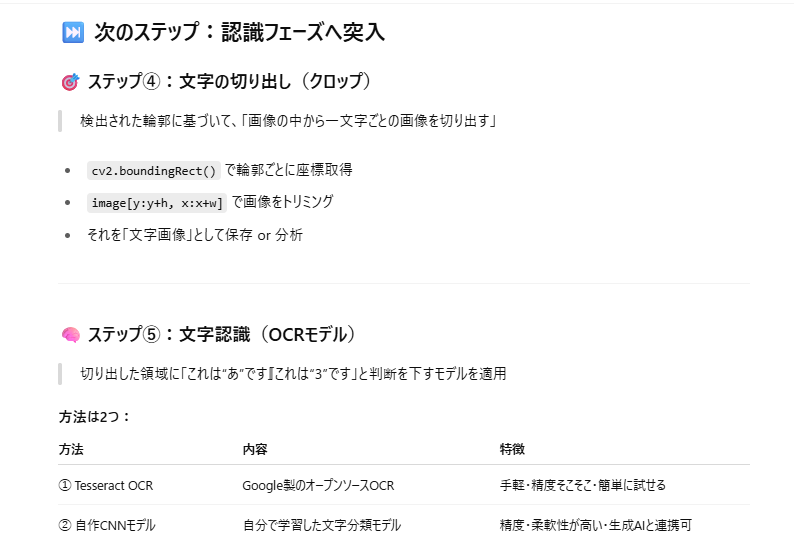 ⏭️ 次のステップ：認識フェーズへ突入
🎯 ステップ④：文字の切り出し（クロップ）
検出された輪郭に基づいて、「画像の中から一文字ごとの画像を切り出す」
• cv2.boundingRect() で輪郭ごとに座標取得
• image[y:y+h, x:x+w] で画像をトリミング
• それを「文字画像」として保存 or 分析
🧠 ステップ⑤：文字認識（OCRモデル）
切り出した領域に「これは“あ”です』『これは“3”です」と判断を下すモデルを適用
方法は2つ：
方法 内容 特徴
① Tesseract OCR Google製のオープンソースOCR 手軽・精度そこそこ・簡単に試せる
② 自作CNNモデル 自分で学習した文字分類モデル 精度・柔軟性が高い・生成AIと連携可